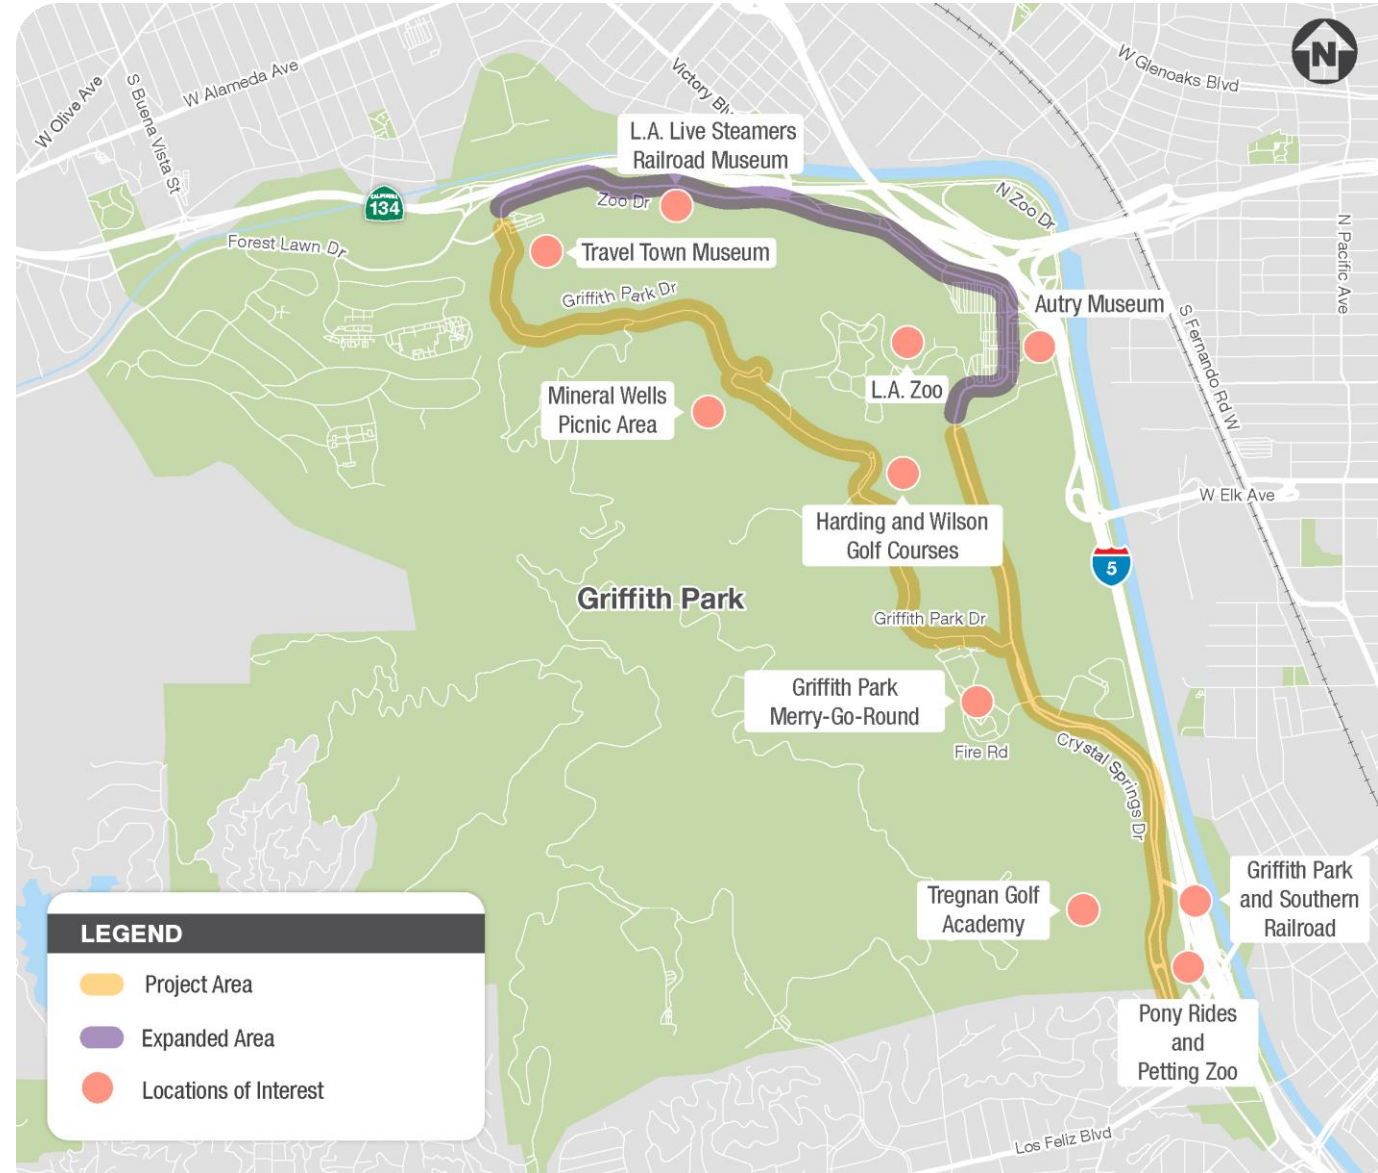 N
W Glenoaks Blvd
Victory Blv
W Alameda Ave
W Olive Ave
S Buena Vista St
L.A. Live Steamers
Railroad Museum
CALIFORNIA
134
Zoo Dr
N Zoo Dr
N Pacific Ave
Forest Lawn Dr
Travel Town Museum
Griffith Park Dr
Autry Museum
S Fernando Rd W
L.A. Zoo
Mineral Wells
Picnic Area
W Elk Ave
Harding and Wilson
Golf Courses
5
Griffith Park
Griffith Park Dr
Griffith Park
Merry-Go-Round
Fire Rd
Crystal Springs Dr
Griffith Park
and Southern
Railroad
Tregnan Golf
Academy
Pony Rides
and
Petting Zoo
Los Feliz Blvd
LEGEND
Project Area
Expanded Area
Locations of Interest